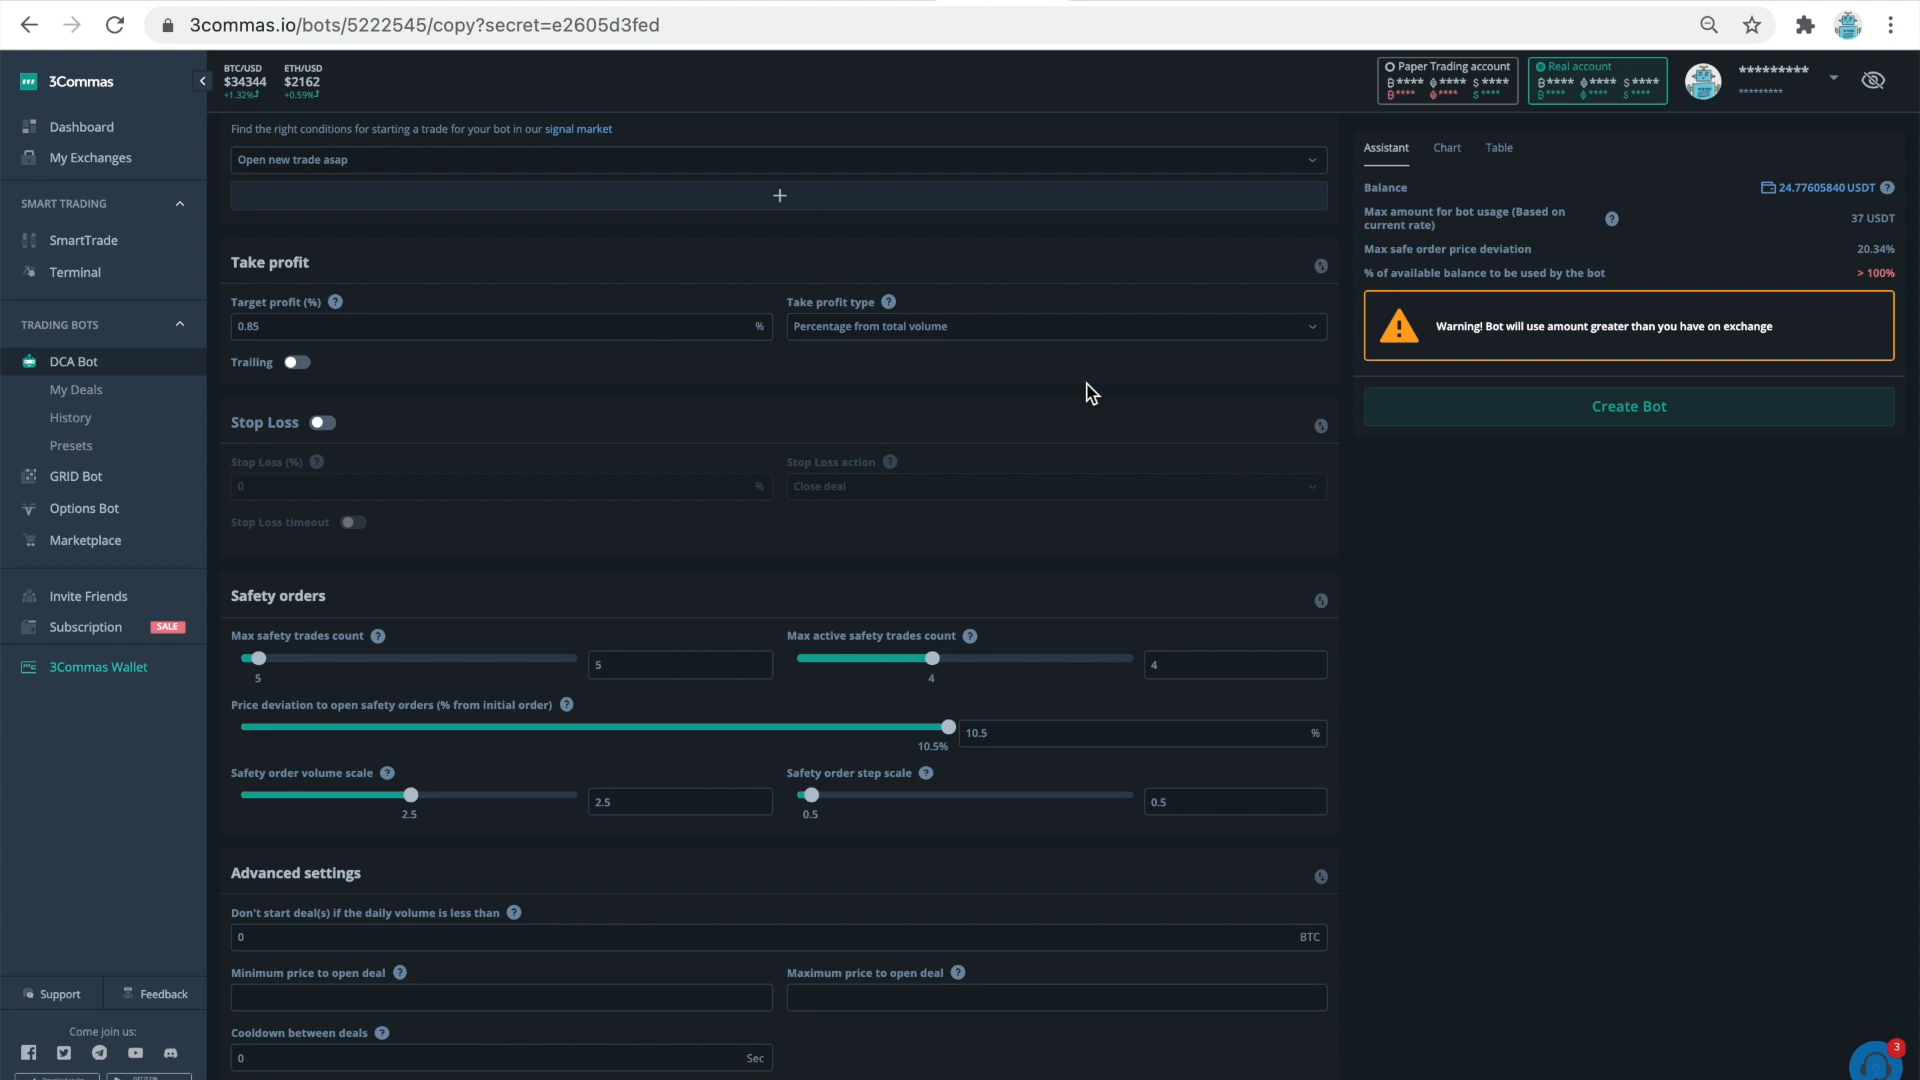 3commas.io/bots/5222545/copy?secret=e2605d3fed
3Commas
BTC/USD
$34344
+1.32%
ETH/USD
$2162
+0.59%
Paper Trading account
**** **** $****
**** **** $****
Real account
**** **** $****
**** **** $****
*********
*********
Dashboard
My Exchanges
SMART TRADING
SmartTrade
Terminal
TRADING BOTS
DCA Bot
My Deals
History
Presets
GRID Bot
Options Bot
Marketplace
Invite Friends
Subscription SALE
3Commas Wallet
Support
Feedback
Come join us:
Find the right conditions for starting a trade for your bot in our signal market
Open new trade asap
+
Take profit
Target profit (%) ?
0.85 %
Take profit type ?
Percentage from total volume
Trailing
Stop Loss
Stop Loss (%) ?
0 %
Stop Loss action ?
Close deal
Stop Loss timeout
Safety orders
Max safety trades count ?
5
5
Max active safety trades count ?
4
4
Price deviation to open safety orders (% from initial order) ?
10.5%
10.5 %
Safety order volume scale ?
2.5
2.5
Safety order step scale ?
0.5
0.5
Advanced settings
Don't start deal(s) if the daily volume is less than ?
0 BTC
Minimum price to open deal ?
Maximum price to open deal ?
Cooldown between deals ?
0 Sec
Assistant
Chart
Table
Balance 24.77605840 USDT ?
Max amount for bot usage (Based on
current rate) ? 37 USDT
Max safe order price deviation 20.34%
% of available balance to be used by the bot > 100%
Warning! Bot will use amount greater than you have on exchange
Create Bot
3